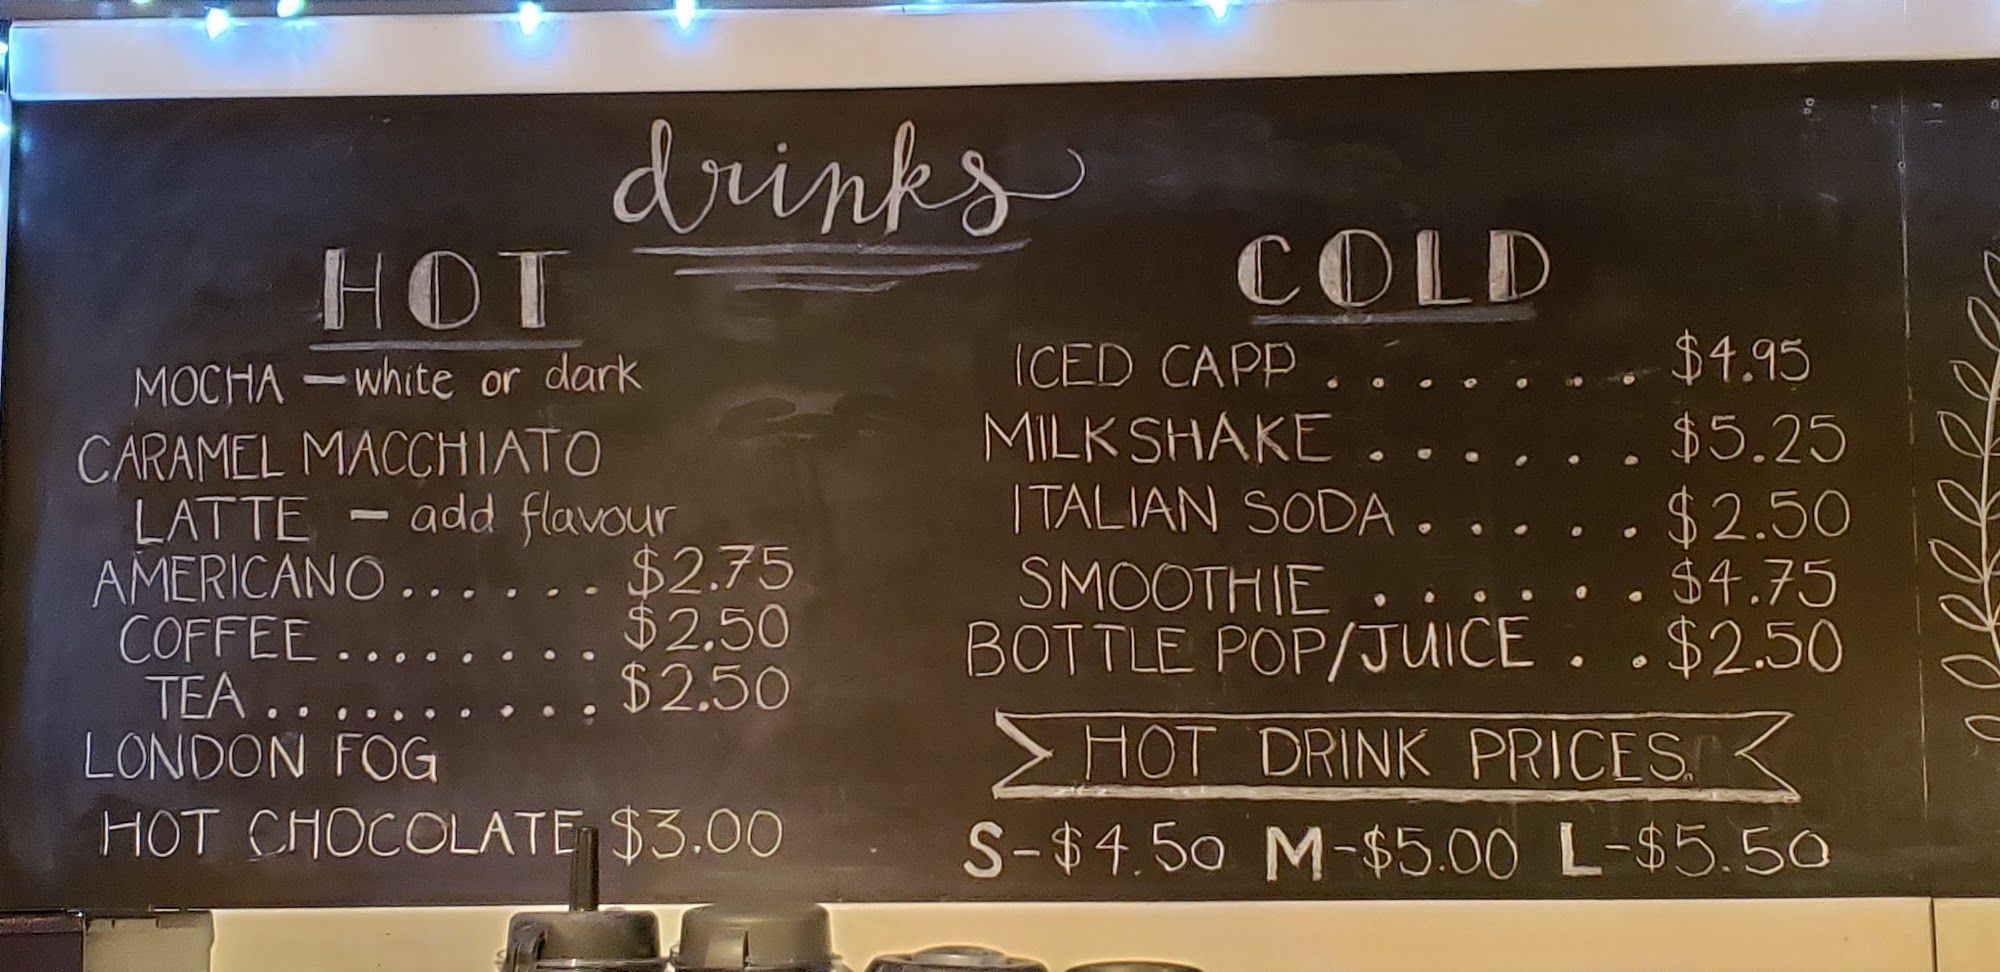 drinks
HOT
MOCHA - white or dark
CARAMEL MACCHIATO
LATTE - add flavour
AMERICANO...... $2.75
COFFEE......... $2.50
TEA.......... $2.50
LONDON FOG
HOT CHOCOLATE $3.00
COLD
ICED CAPP....... $4.95
MILKSHAKE...... $5.25
ITALIAN SODA..... $2.50
SMOOTHIE...... $4.75
BOTTLE POP/JUICE.. $2.50
HOT DRINK PRICES
S-$4.50 M-$5.00 L-$5.50